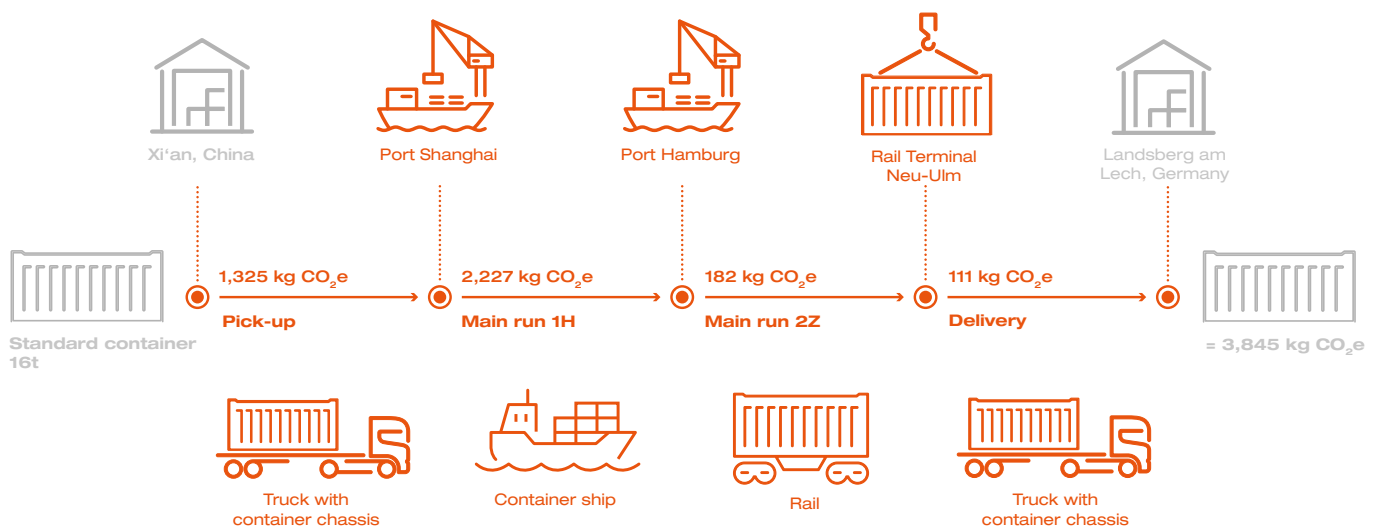 Xi‘an, China
Port Shanghai
Port Hamburg
Rail Terminal
Neu-Ulm
Landsberg am
Lech, Germany
1,325 kg CO₂e
2,227 kg CO₂e
182 kg CO₂e
111 kg CO₂e
Pick-up
Main run 1H
Main run 2Z
Delivery
Standard container
16t
= 3,845 kg CO₂e
Truck with
container chassis
Container ship
Rail
Truck with
container chassis